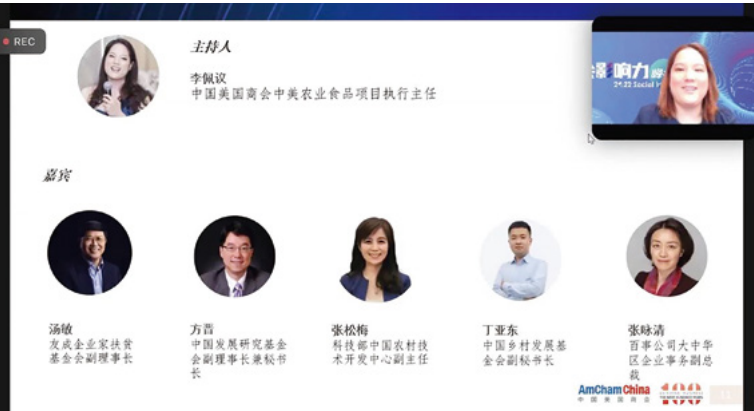 REC
主持人
李佩议
中国美国商会中美农业食品项目执行主任
影响力
Social
嘉宾
汤敏
友成企业家扶贫
基金会副理事长
方晋
中国发展研究基金
会副理事长兼秘书
长
张松梅
科技部中国农村技
术开发中心副主任
丁亚东
中国乡村发展基
金会副秘书长
张咏清
百事公司大中华
区企业事务副总
裁
AmCham China
中国美国商会
100